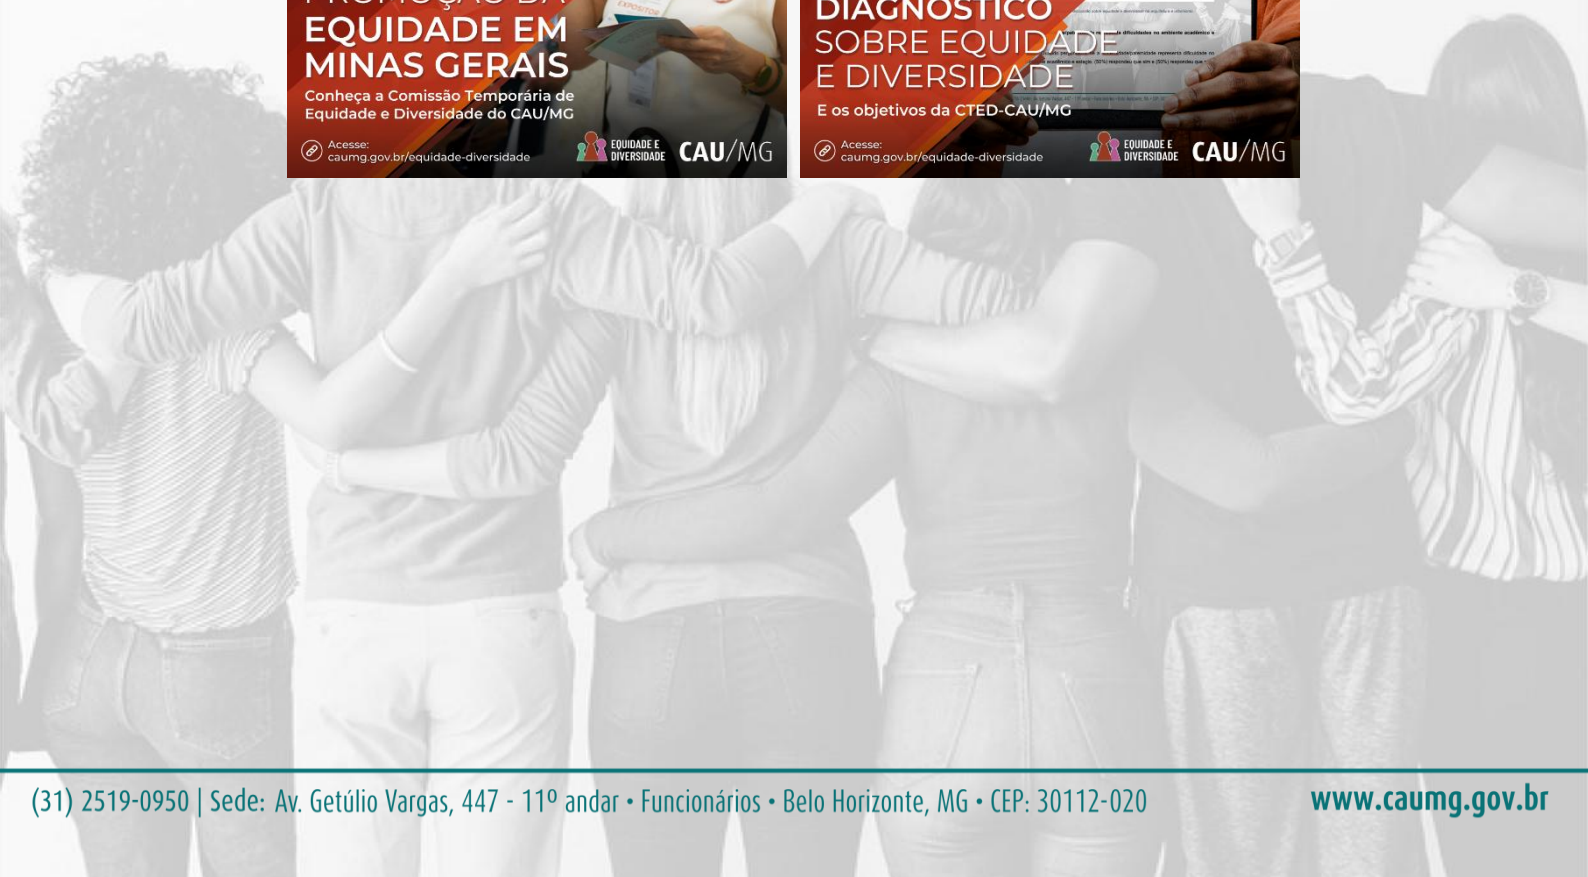 PROMOÇÃO DA
EQUIDADE EM
MINAS GERAIS
Conheça a Comissão Temporária de
Equidade e Diversidade do CAU/MG
Acesse:
caumg.gov.br/equidade-diversidade
EQUIDADE E
DIVERSIDADE
CAU/MG
EXPOSITOR
DIAGNÓSTICO
SOBRE EQUIDADE
E DIVERSIDADE
E os objetivos da CTED-CAU/MG
Acesse:
caumg.gov.br/equidade-diversidade
EQUIDADE E
DIVERSIDADE
CAU/MG
(31) 2519-0950 | Sede: Av. Getúlio Vargas, 447 - 11º andar • Funcionários • Belo Horizonte, MG • CEP: 30112-020
www.caumg.gov.br